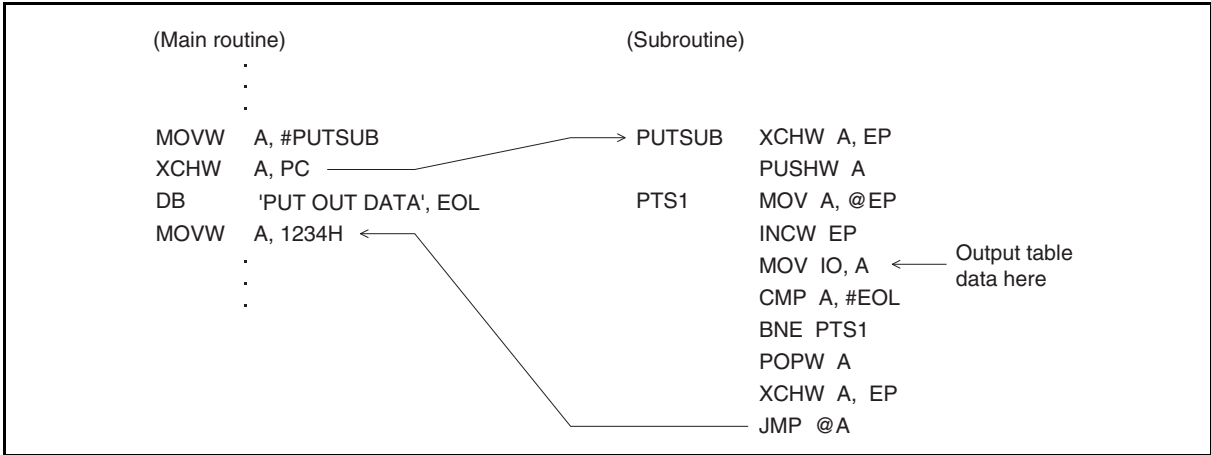 (Main routine)
.
.
.
MOVW A, #PUTSUB
XCHW A, PC
DB 'PUT OUT DATA', EOL
MOVW A, 1234H
.
.
.
(Subroutine)
PUTSUB XCHW A, EP
PUSHW A
PTS1 MOV A, @EP
INCW EP
MOV IO, A
CMP A, #EOL
BNE PTS1
POPW A
XCHW A, EP
JMP @A
Output table
data here